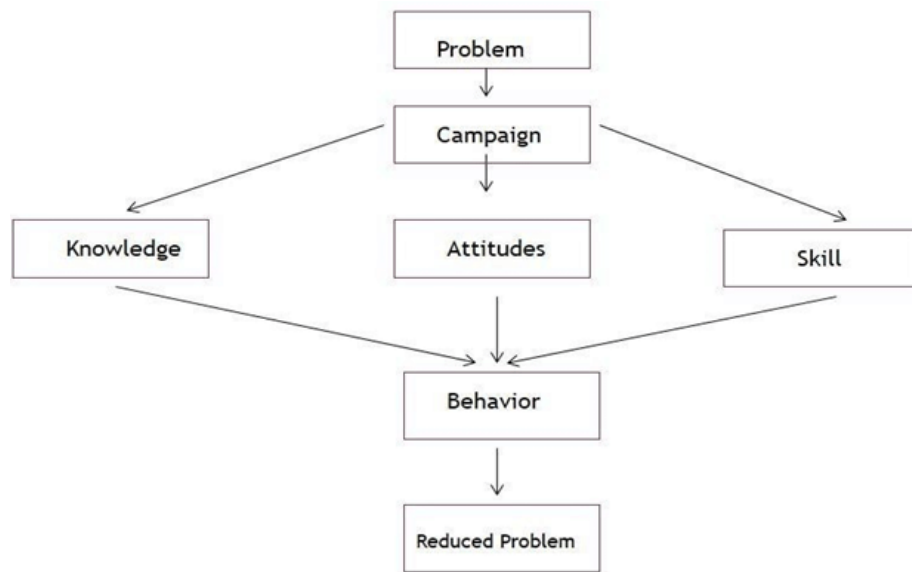 Problem
Campaign
Knowledge
Attitudes
Skill
Behavior
Reduced Problem